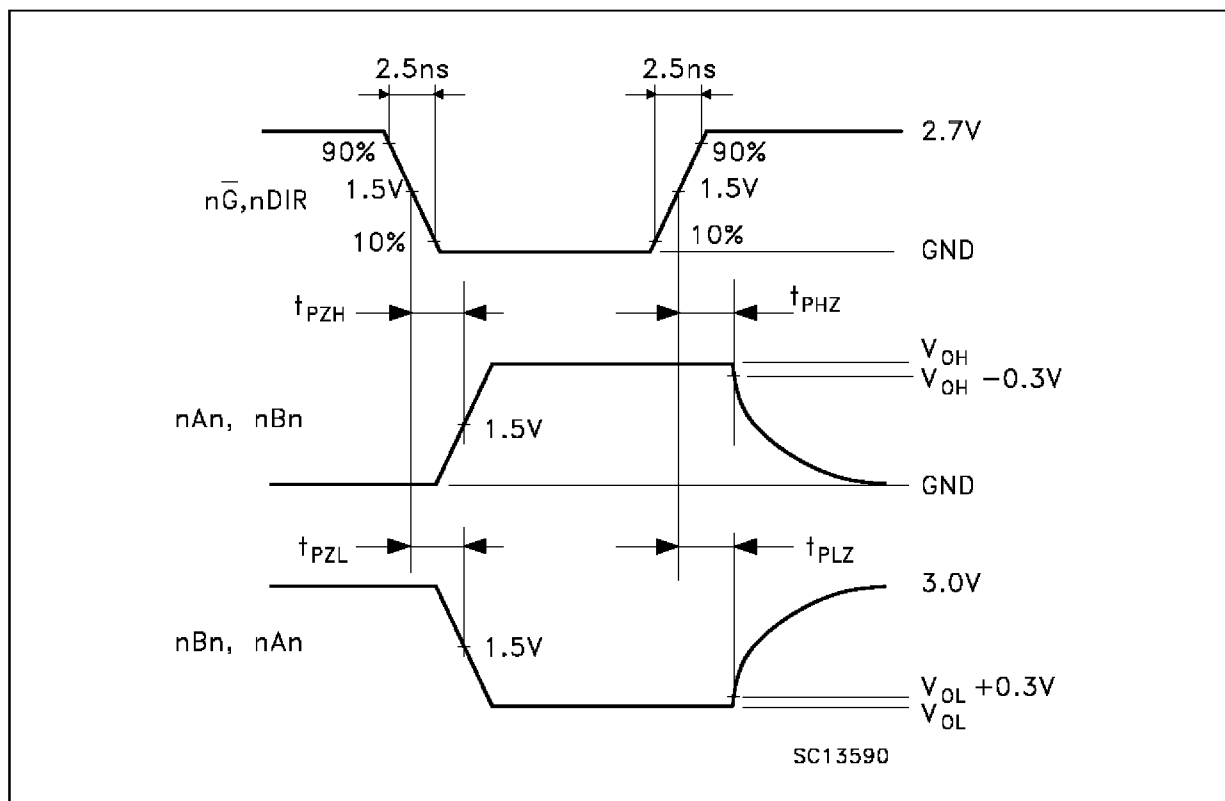 2.5ns 2.5ns
2.7V
90% 90%
nG̅,nDIR 1.5V 1.5V
10% 10%
GND
tPZH tPHZ
VOH
VOH −0.3V
nAn, nBn 1.5V
GND
tPZL tPLZ
3.0V
nBn, nAn 1.5V
VOL +0.3V
VOL
SC13590